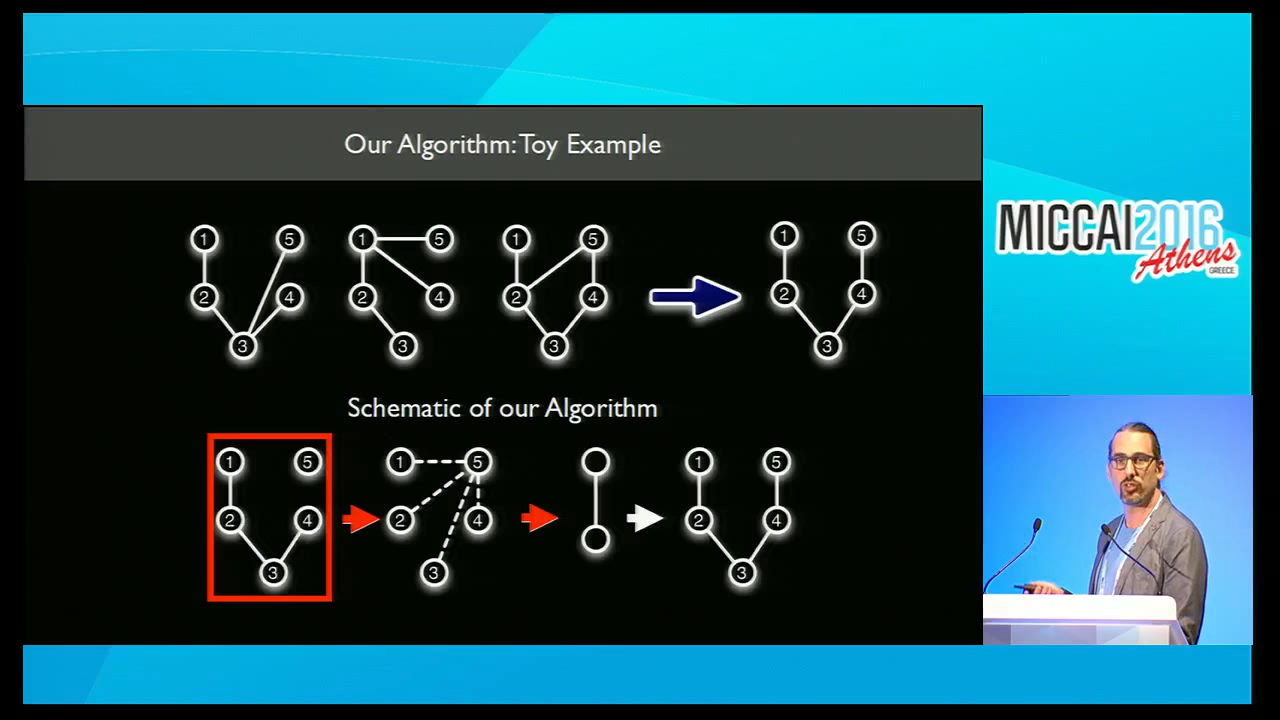 Our Algorithm: Toy Example
1 5 1 5 1 5 1 5
2 4 2 4 2 4 2 4
3 3 3 3
Schematic of our Algorithm
1 5 1 5 1 5
2 4 2 4 2 4
3 3 3
MICCAI2016
Athens
GREECE